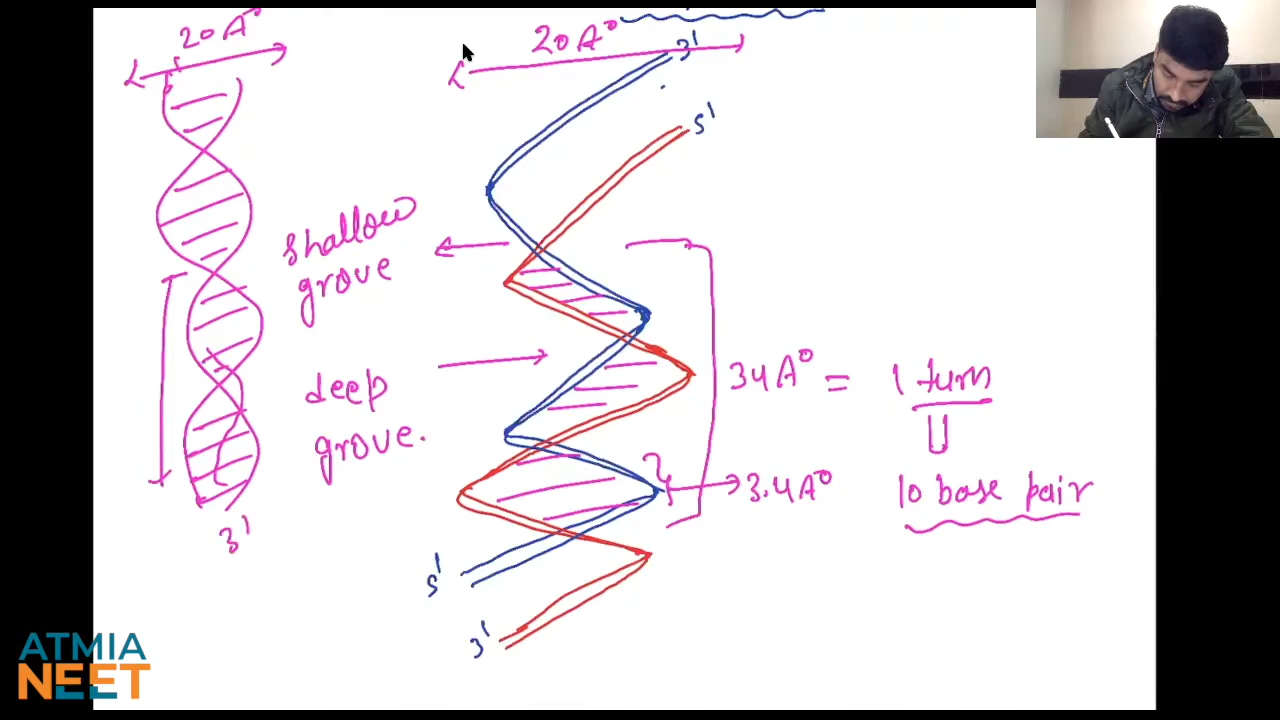 20A°
20A°
3'
5'
shallow
grove
deep
grove.
34A° = 1 turn
3.4A°
10 base pair
3'
5'
3'
ATMIA
NEET